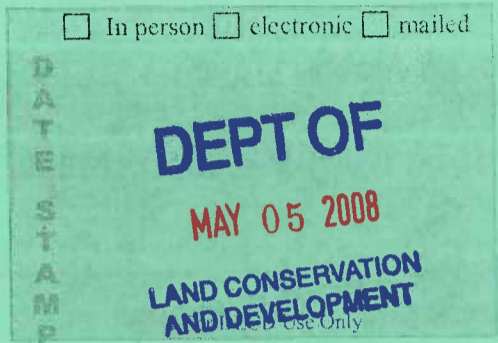 ☐ In person ☐ electronic ☐ mailed
DATE STAMP
DEPT OF
MAY 05 2008
LAND CONSERVATION
AND DEVELOPMENT
Use Only